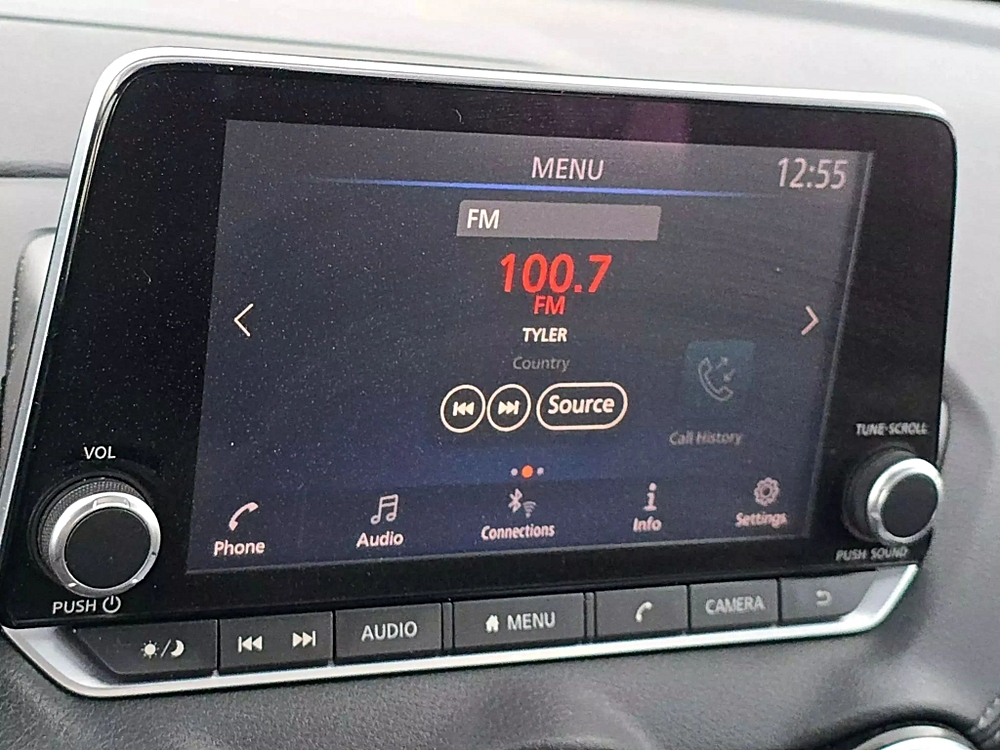 MENU
12:55
FM
100.7
FM
TYLER
Country
Source
Call History
VOL
TUNE·SCROLL
Phone
Audio
Connections
Info
Settings
PUSH
PUSH SOUND
AUDIO
MENU
CAMERA